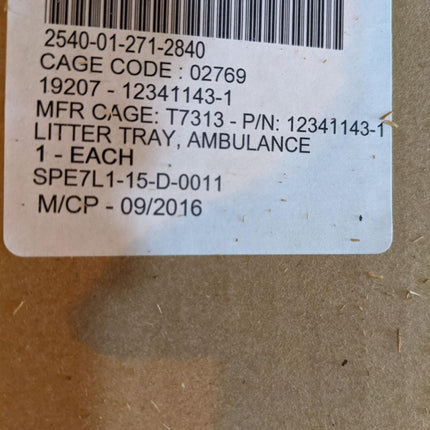 2540-01-271-2840
CAGE CODE : 02769
19207 - 12341143-1
MFR CAGE: T7313 - P/N: 12341143-1
LITTER TRAY, AMBULANCE
1 - EACH
SPE7L1-15-D-0011
M/CP - 09/2016